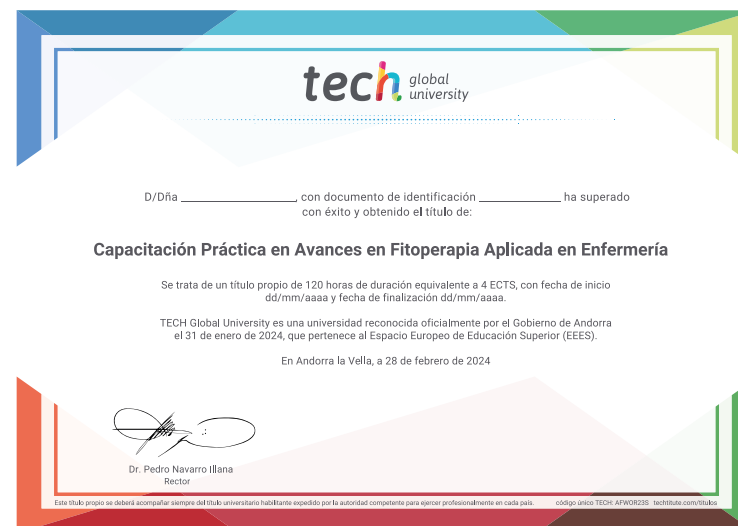 tech global
university
D/Dña ____________, con documento de identificación __________ ha superado
con éxito y obtenido el título de:
Capacitación Práctica en Avances en Fitoperapia Aplicada en Enfermería
Se trata de un título propio de 120 horas de duración equivalente a 4 ECTS, con fecha de inicio
dd/mm/aaaa y fecha de finalización dd/mm/aaaa.
TECH Global University es una universidad reconocida oficialmente por el Gobierno de Andorra
el 31 de enero de 2024, que pertenece al Espacio Europeo de Educación Superior (EEES).
En Andorra la Vella, a 28 de febrero de 2024
Dr. Pedro Navarro Illana
Rector
Este título propio se deberá acompañar siempre del título universitario habilitante expedido por la autoridad competente para ejercer profesionalmente en cada país. código único TECH: AFWOR23S techtitute.com/titulos